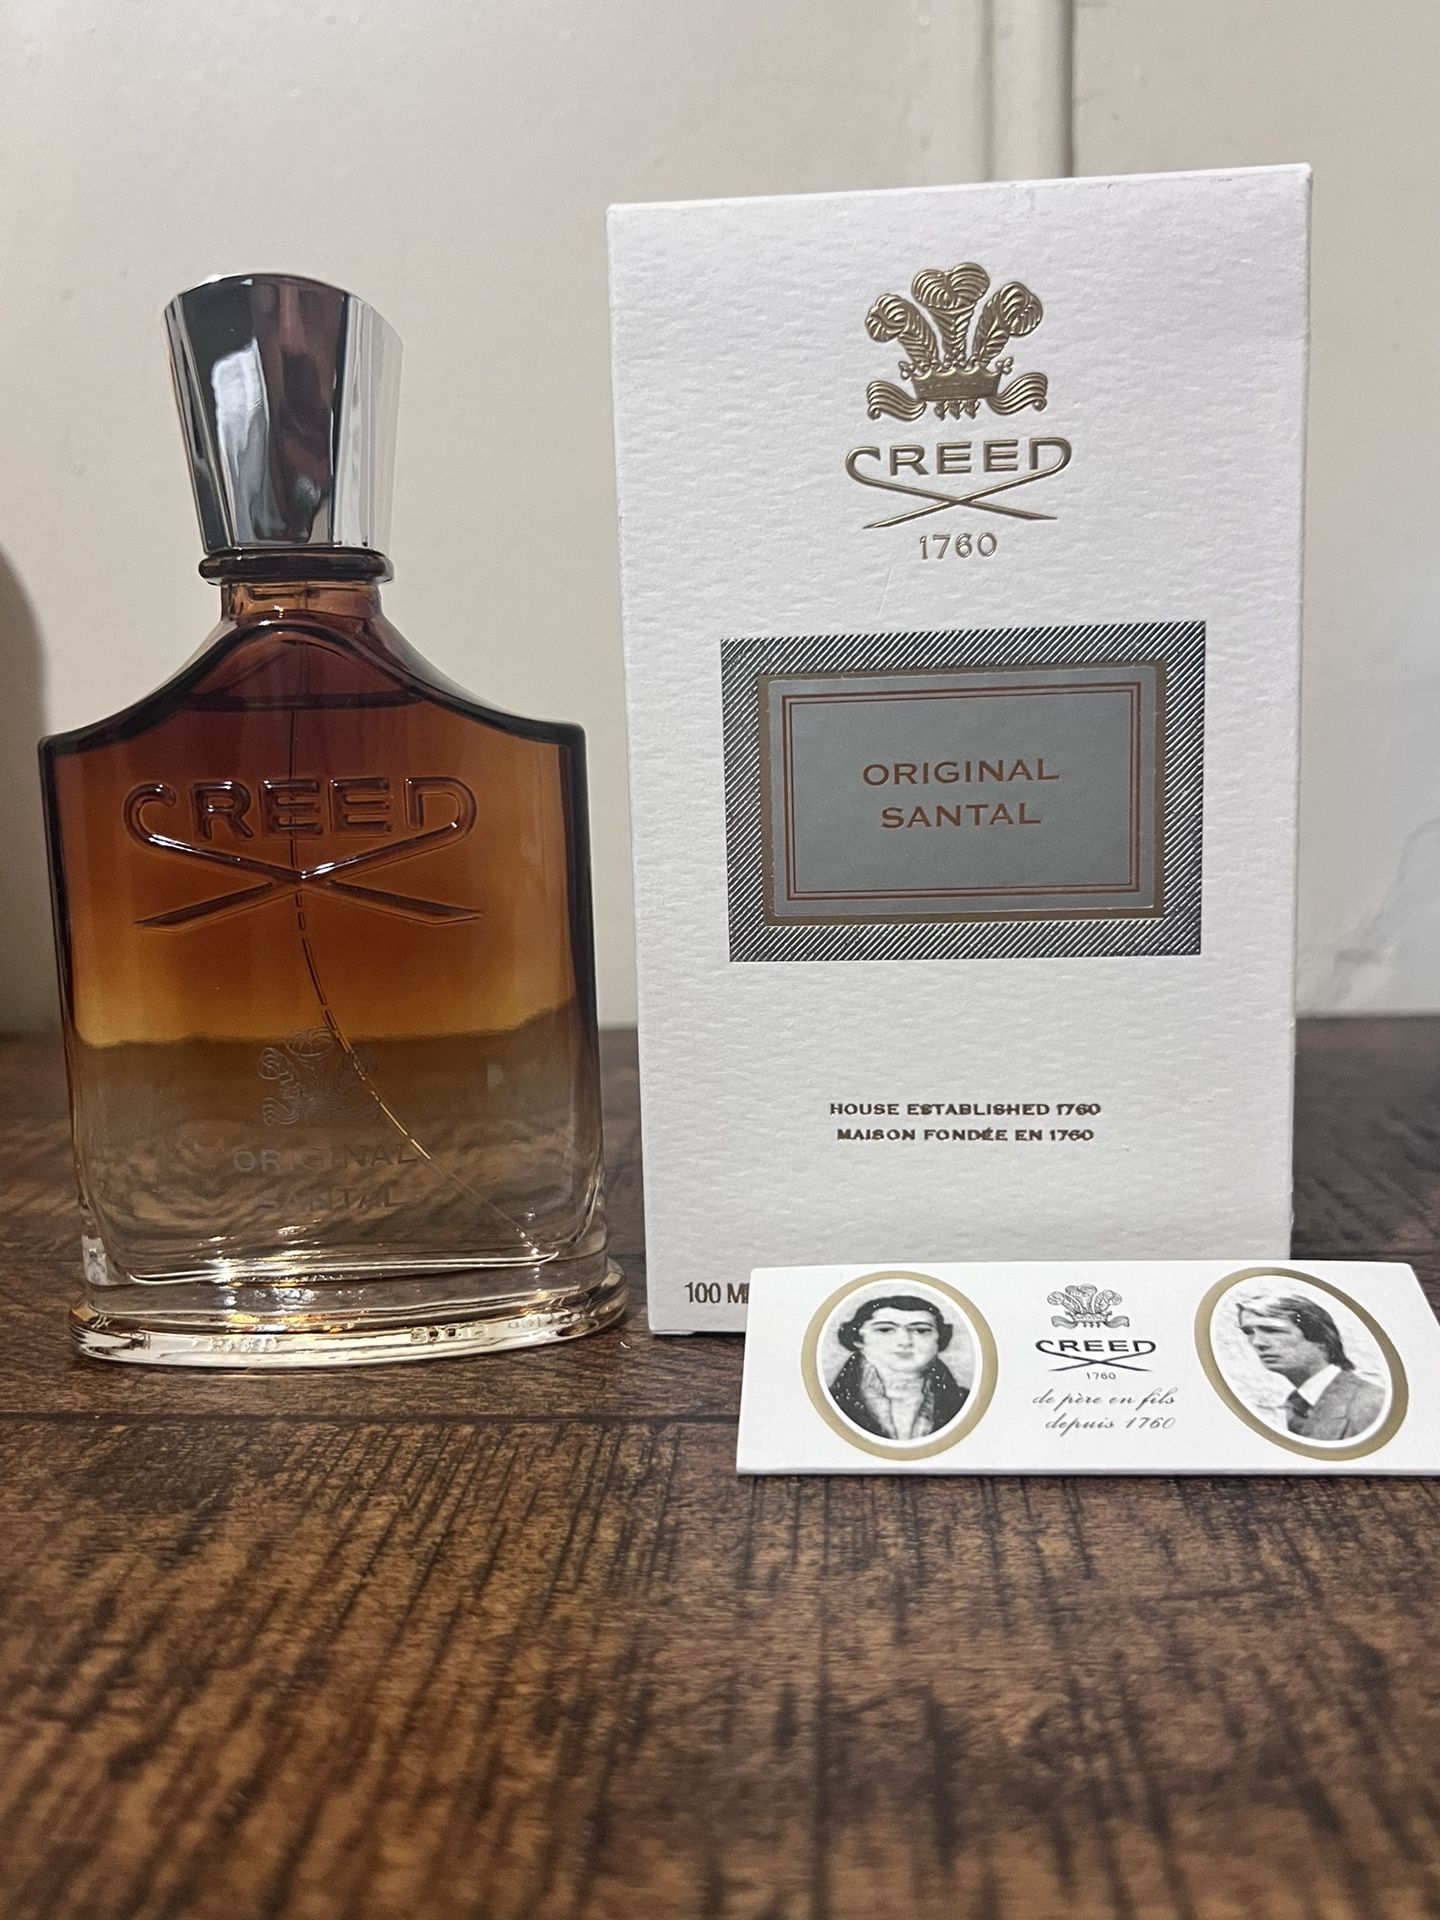 CREED
ORIGINAL
SANTAL
CREED
1760
ORIGINAL
SANTAL
HOUSE ESTABLISHED 1760
MAISON FONDÉE EN 1760
100
CREED
1760
de père en fils
depuis 1760